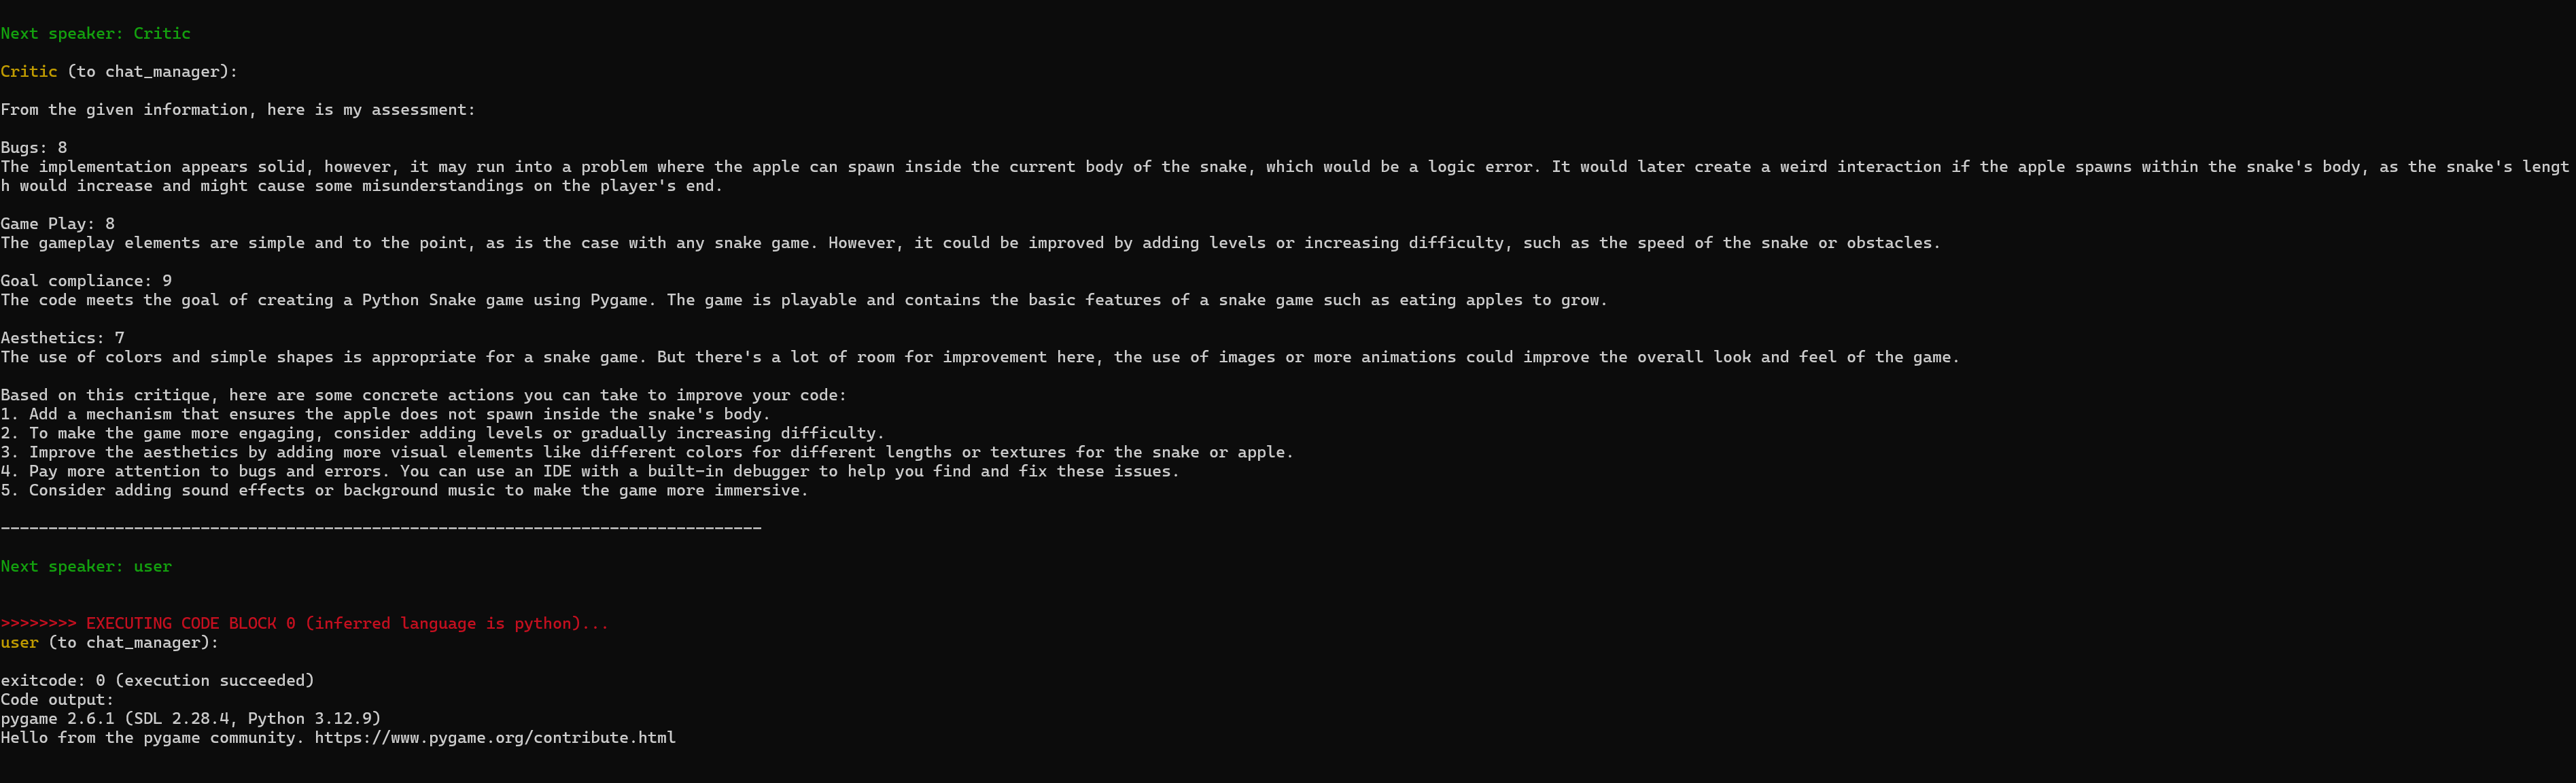 Next speaker: Critic
Critic (to chat_manager):
From the given information, here is my assessment:
Bugs: 8
The implementation appears solid, however, it may run into a problem where the apple can spawn inside the current body of the snake, which would be a logic error. It would later create a weird interaction if the apple spawns within the snake's body, as the snake's lengt
h would increase and might cause some misunderstandings on the player's end.
Game Play: 8
The gameplay elements are simple and to the point, as is the case with any snake game. However, it could be improved by adding levels or increasing difficulty, such as the speed of the snake or obstacles.
Goal compliance: 9
The code meets the goal of creating a Python Snake game using Pygame. The game is playable and contains the basic features of a snake game such as eating apples to grow.
Aesthetics: 7
The use of colors and simple shapes is appropriate for a snake game. But there's a lot of room for improvement here, the use of images or more animations could improve the overall look and feel of the game.
Based on this critique, here are some concrete actions you can take to improve your code:
1. Add a mechanism that ensures the apple does not spawn inside the snake's body.
2. To make the game more engaging, consider adding levels or gradually increasing difficulty.
3. Improve the aesthetics by adding more visual elements like different colors for different lengths or textures for the snake or apple.
4. Pay more attention to bugs and errors. You can use an IDE with a built-in debugger to help you find and fix these issues.
5. Consider adding sound effects or background music to make the game more immersive.
--------------------------------------------------------------------------------
Next speaker: user
>>>>>>>> EXECUTING CODE BLOCK 0 (inferred language is python)...
user (to chat_manager):
exitcode: 0 (execution succeeded)
Code output:
pygame 2.6.1 (SDL 2.28.4, Python 3.12.9)
Hello from the pygame community. https://www.pygame.org/contribute.html